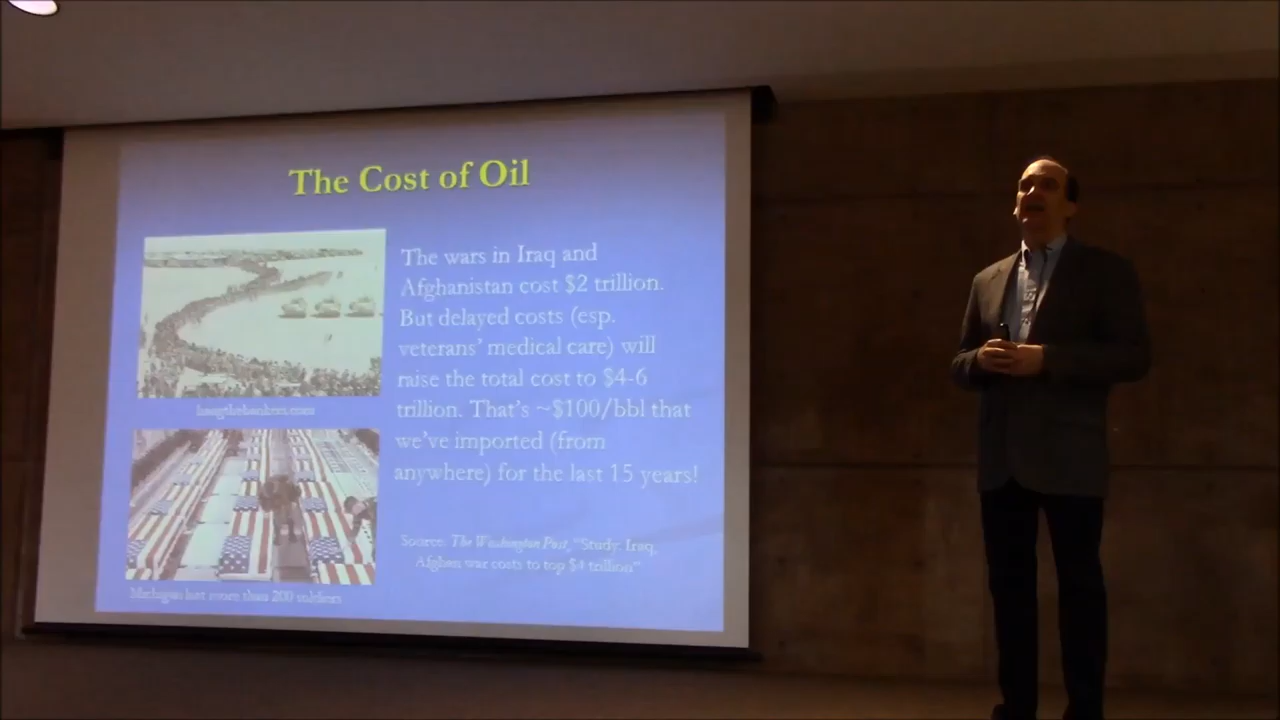 The Cost of Oil
The wars in Iraq and
Afghanistan cost $2 trillion.
But delayed costs (esp.
veterans' medical care) will
raise the total cost to $4-6
trillion. That's ~$100/bbl that
we've imported (from
anywhere) for the last 15 years!
hangthebankers.com
Michigan lost more than 200 soldiers
Source: The Washington Post, "Study: Iraq,
Afghan war costs to top $4 trillion"